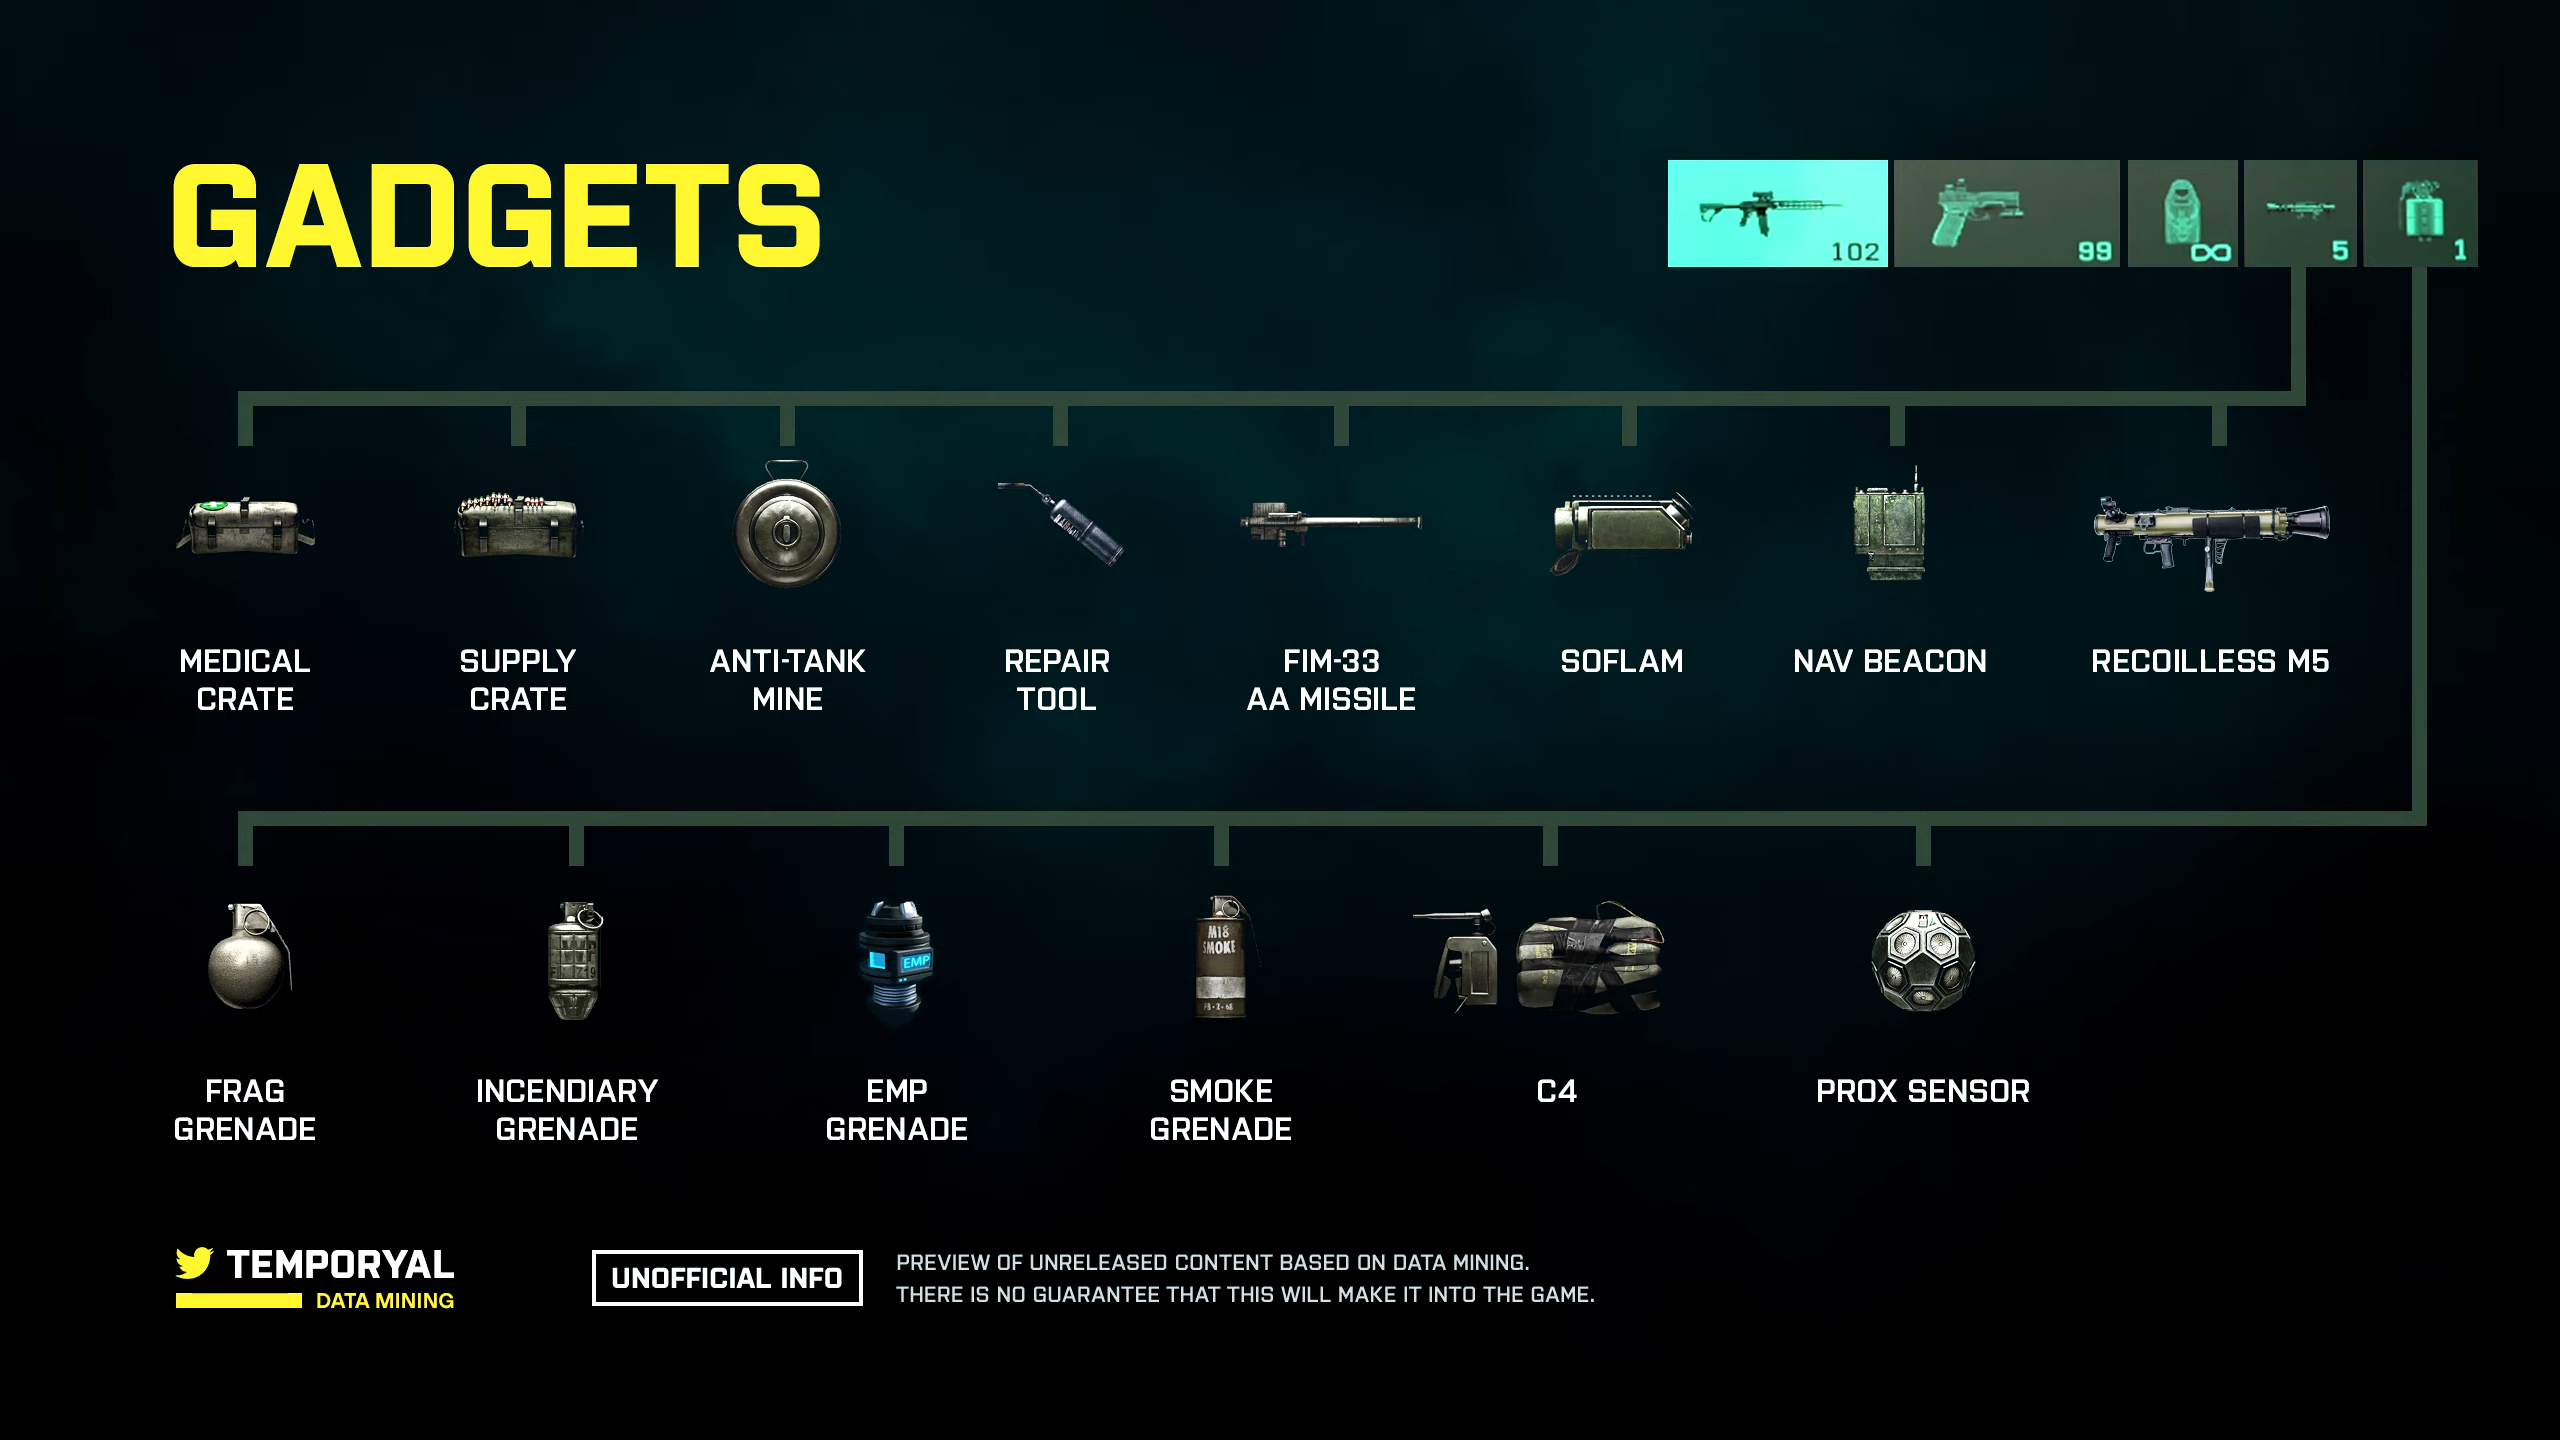 GADGETS
102
99
∞
5
1
MEDICAL
CRATE
SUPPLY
CRATE
ANTI-TANK
MINE
REPAIR
TOOL
FIM-33
AA MISSILE
SOFLAM
NAV BEACON
RECOILLESS M5
EMP
M18
SMOKE
FRAG
GRENADE
INCENDIARY
GRENADE
EMP
GRENADE
SMOKE
GRENADE
C4
PROX SENSOR
TEMPORYAL
DATA MINING
UNOFFICIAL INFO
PREVIEW OF UNRELEASED CONTENT BASED ON DATA MINING.
THERE IS NO GUARANTEE THAT THIS WILL MAKE IT INTO THE GAME.